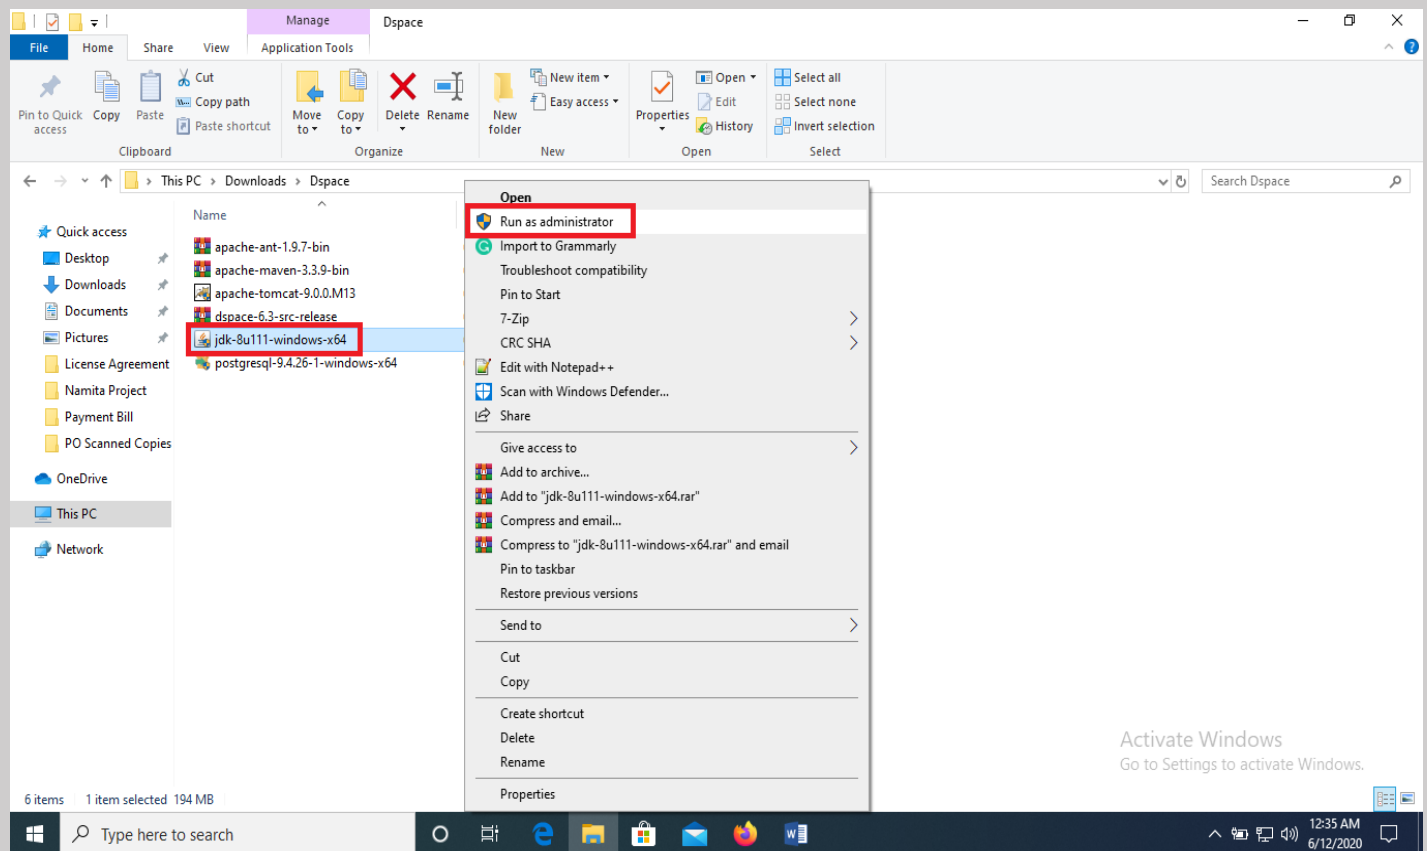 Manage
Dspace
File
Home
Share
View
Application Tools
Pin to Quick access
Copy
Paste
Cut
Copy path
Paste shortcut
Clipboard
Move to
Copy to
Delete
Rename
Organize
New folder
New item
Easy access
New
Properties
Open
Edit
History
Open
Select all
Select none
Invert selection
Select
This PC
Downloads
Dspace
Search Dspace
Quick access
Desktop
Downloads
Documents
Pictures
License Agreement
Namita Project
Payment Bill
PO Scanned Copies
OneDrive
This PC
Network
Name
apache-ant-1.9.7-bin
apache-maven-3.3.9-bin
apache-tomcat-9.0.0.M13
dspace-6.3-src-release
jdk-8u111-windows-x64
postgresql-9.4.26-1-windows-x64
Open
Run as administrator
Import to Grammarly
Troubleshoot compatibility
Pin to Start
7-Zip
CRC SHA
Edit with Notepad++
Scan with Windows Defender...
Share
Give access to
Add to archive...
Add to "jdk-8u111-windows-x64.rar"
Compress and email...
Compress to "jdk-8u111-windows-x64.rar" and email
Pin to taskbar
Restore previous versions
Send to
Cut
Copy
Create shortcut
Delete
Rename
Properties
Activate Windows
Go to Settings to activate Windows.
6 items
1 item selected 194 MB
Type here to search
12:35 AM
6/12/2020